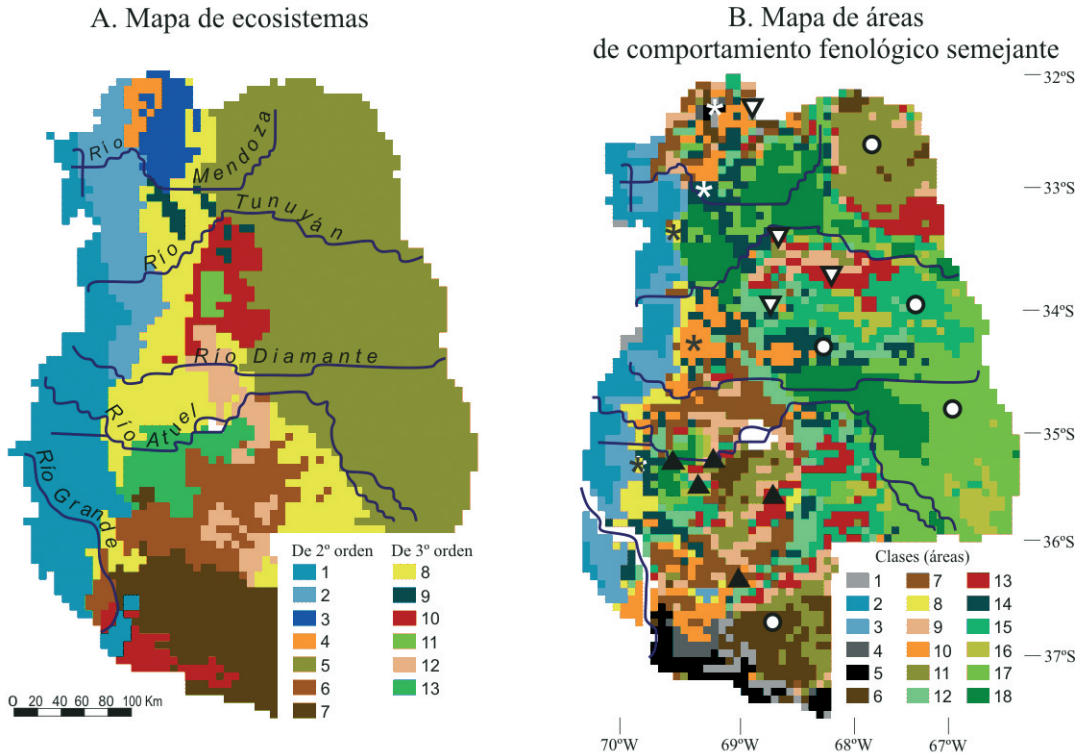 A. Mapa de ecosistemas
Río Mendoza
Río Tunuyán
Río Diamante
Río Atuel
Río Grande
De 2º orden
1
2
3
4
5
6
7
De 3º orden
8
9
10
11
12
13
0 20 40 60 80 100 Km
B. Mapa de áreas
de comportamiento fenológico semejante
32ºS
33ºS
34ºS
35ºS
36ºS
37ºS
Clases (áreas)
1 7 13
2 8 14
3 9 15
4 10 16
5 11 17
6 12 18
70ºW 69ºW 68ºW 67ºW